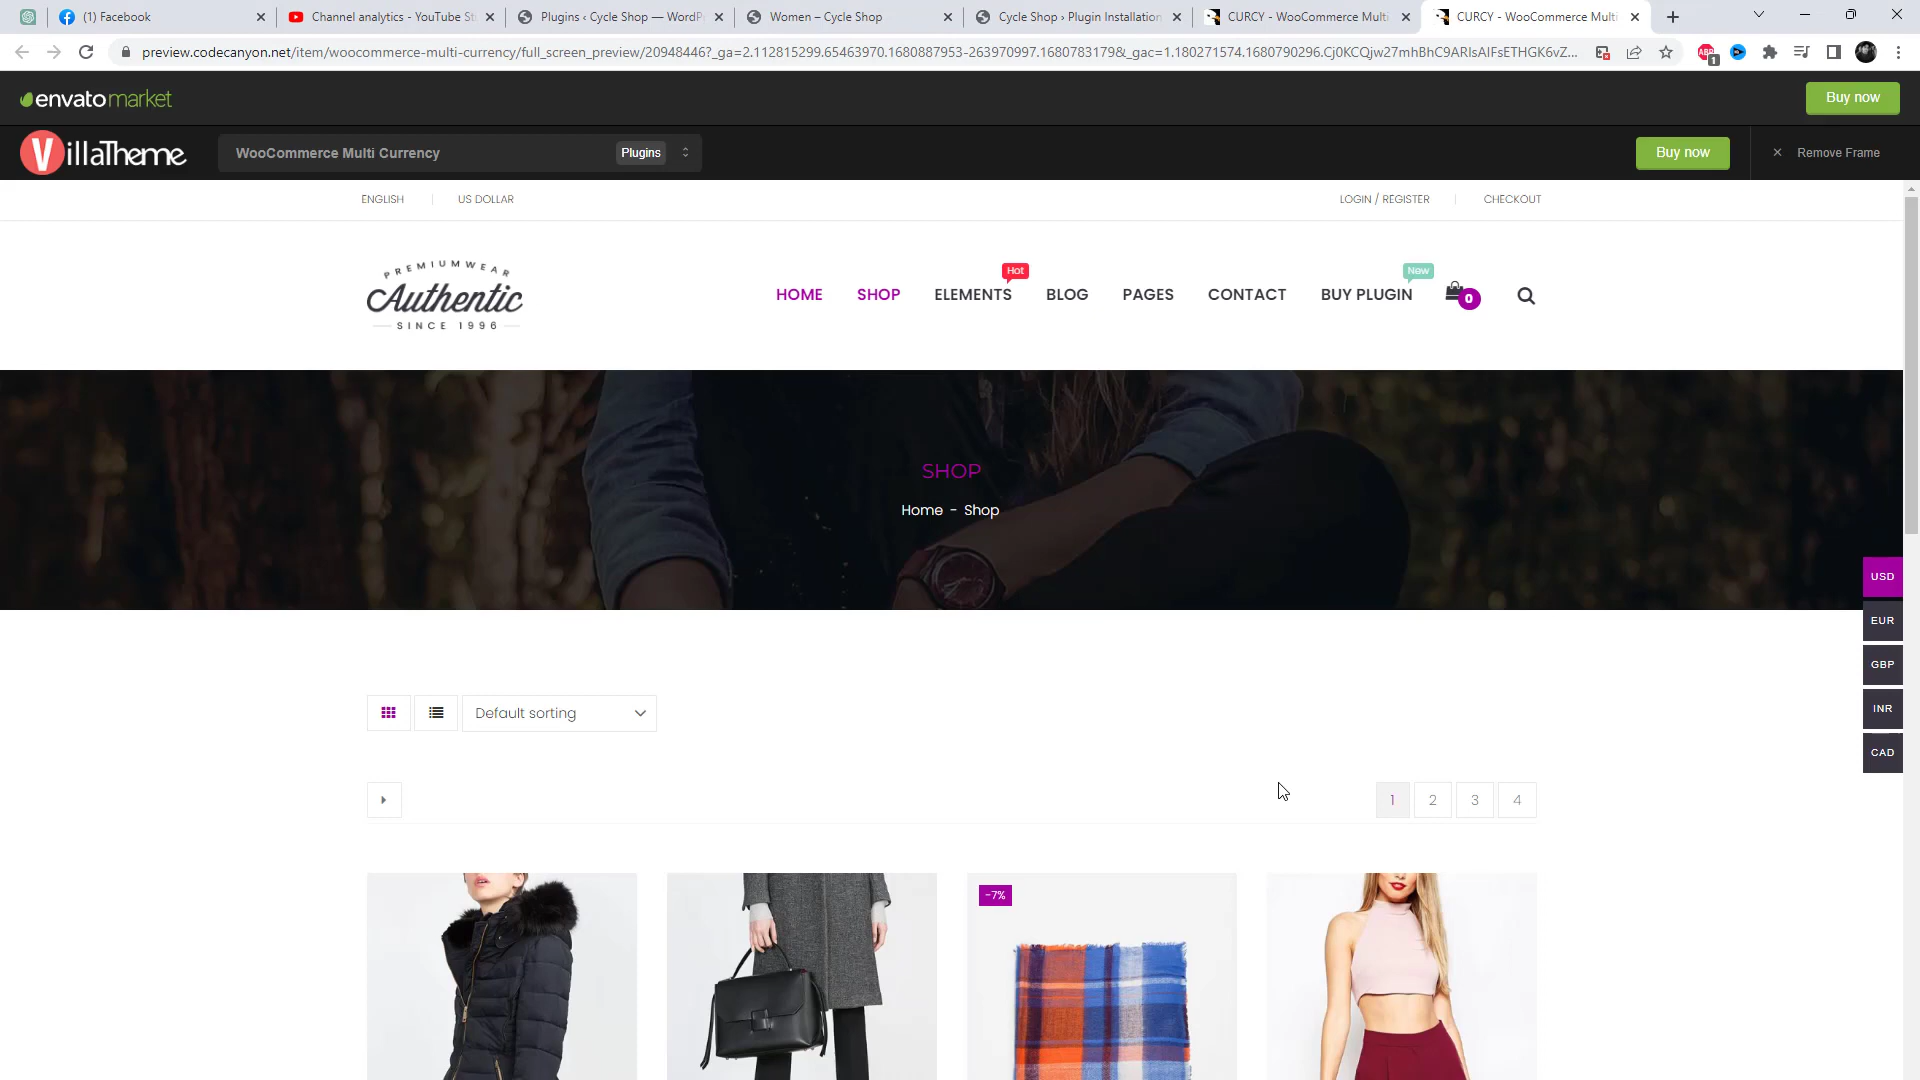 (1) Facebook
Channel analytics - YouTube St
Plugins ‹ Cycle Shop — WordP
Women – Cycle Shop
Cycle Shop › Plugin Installation
CURCY - WooCommerce Multi
CURCY - WooCommerce Multi
preview.codecanyon.net/item/woocommerce-multi-currency/full_screen_preview/20948446?_ga=2.112815299.65463970.1680887953-263970997.1680783179&_gac=1.180271574.1680790296.Cj0KCQjw27mhBhC9ARIsAIFsETHGK6vZ...
ABP
1
envatomarket
Buy now
VillaTheme
WooCommerce Multi Currency
Plugins
Buy now
Remove Frame
ENGLISH
US DOLLAR
LOGIN / REGISTER
CHECKOUT
PREMIUMWEAR
Authentic
SINCE 1996
HOME
SHOP
ELEMENTS
Hot
BLOG
PAGES
CONTACT
BUY PLUGIN
New
0
SHOP
Home - Shop
USD
EUR
GBP
INR
CAD
Default sorting
1
2
3
4
-7%